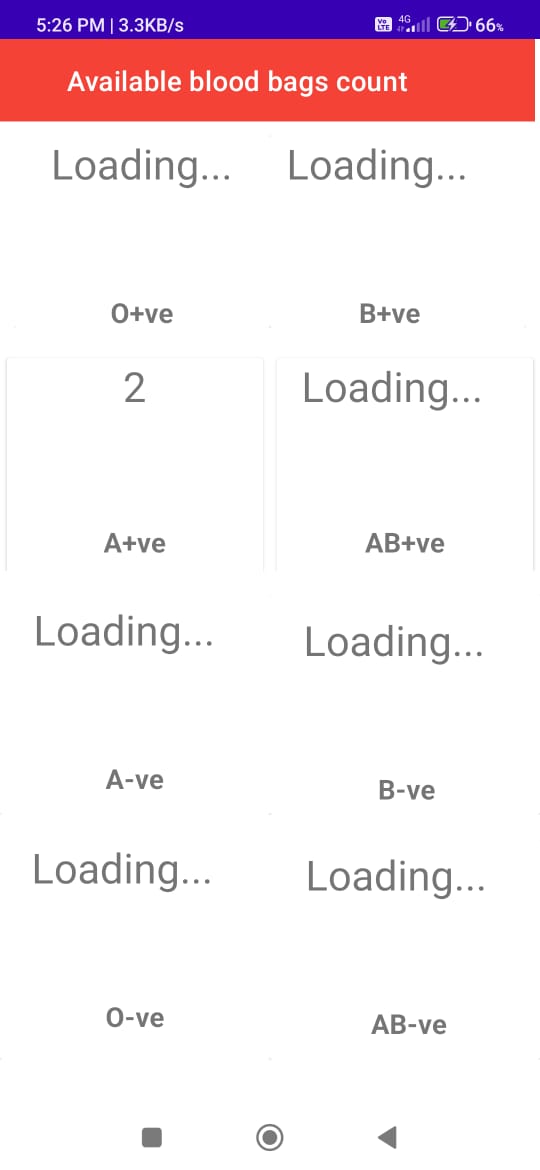 5:26 PM | 3.3KB/s Vo LTE 4G 66%
Available blood bags count
Loading... Loading...
O+ve B+ve
2 Loading...
A+ve AB+ve
Loading... Loading...
A-ve B-ve
Loading... Loading...
O-ve AB-ve